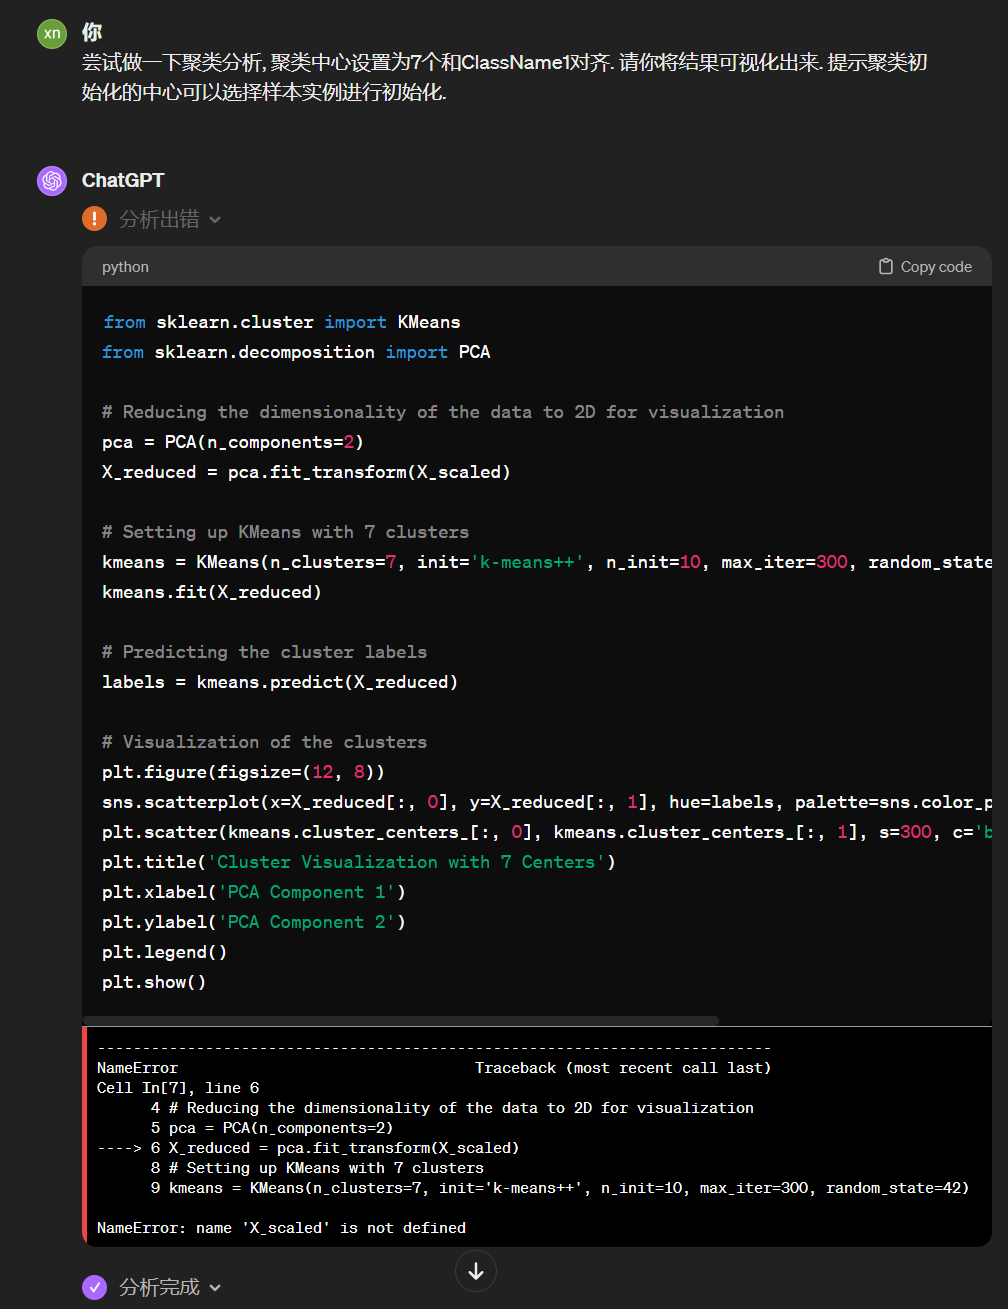 xn 你
尝试做一下聚类分析, 聚类中心设置为7个和ClassName1对齐. 请你将结果可视化出来. 提示聚类初
始化的中心可以选择样本实例进行初始化.
ChatGPT
! 分析出错
python Copy code
from sklearn.cluster import KMeans
from sklearn.decomposition import PCA
# Reducing the dimensionality of the data to 2D for visualization
pca = PCA(n_components=2)
X_reduced = pca.fit_transform(X_scaled)
# Setting up KMeans with 7 clusters
kmeans = KMeans(n_clusters=7, init='k-means++', n_init=10, max_iter=300, random_state
kmeans.fit(X_reduced)
# Predicting the cluster labels
labels = kmeans.predict(X_reduced)
# Visualization of the clusters
plt.figure(figsize=(12, 8))
sns.scatterplot(x=X_reduced[:, 0], y=X_reduced[:, 1], hue=labels, palette=sns.color_p
plt.scatter(kmeans.cluster_centers_[:, 0], kmeans.cluster_centers_[:, 1], s=300, c='b
plt.title('Cluster Visualization with 7 Centers')
plt.xlabel('PCA Component 1')
plt.ylabel('PCA Component 2')
plt.legend()
plt.show()
---------------------------------------------------------------------------
NameError                                 Traceback (most recent call last)
Cell In[7], line 6
      4 # Reducing the dimensionality of the data to 2D for visualization
      5 pca = PCA(n_components=2)
----> 6 X_reduced = pca.fit_transform(X_scaled)
      8 # Setting up KMeans with 7 clusters
      9 kmeans = KMeans(n_clusters=7, init='k-means++', n_init=10, max_iter=300, random_state=42)
NameError: name 'X_scaled' is not defined
分析完成